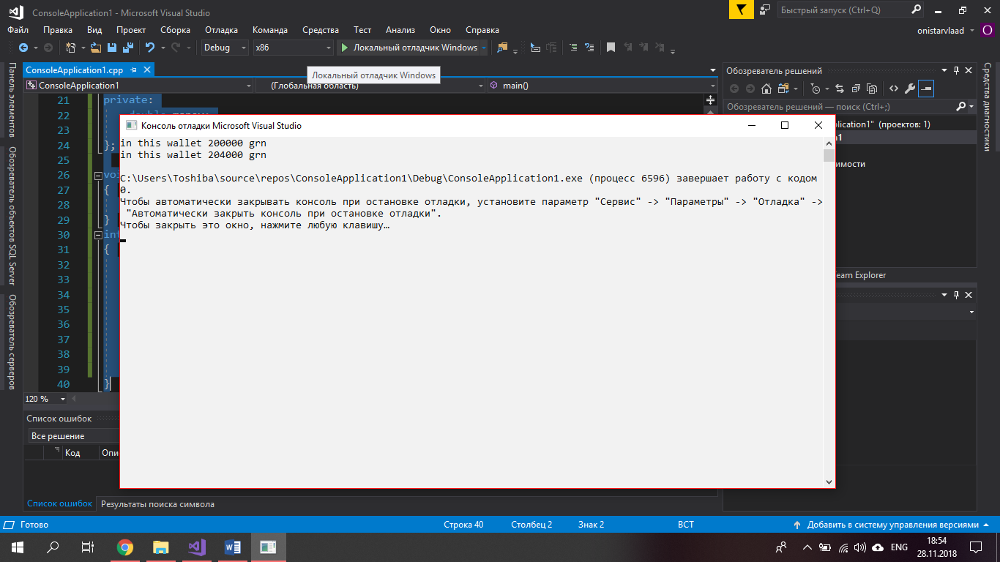 ConsoleApplication1 - Microsoft Visual Studio
Быстрый запуск (Ctrl+Q)
Файл Правка Вид Проект Сборка Отладка Команда Средства Тест Анализ Окно Справка
onistarvlaad O
Debug x86 Локальный отладчик Windows
Локальный отладчик Windows
Панель элементов
Обозреватель объектов SQL Server
Обозреватель серверов
ConsoleApplication1.cpp
ConsoleApplication1 (Глобальная область) main()
21 private:
22 double
23
24 };
25
26 voi
27 {
28
29 }
30 int
31 {
32
33
34
35
36
37
38
39
40 }
120 %
Консоль отладки Microsoft Visual Studio
in this wallet 200000 grn
in this wallet 204000 grn
C:\Users\Toshiba\source\repos\ConsoleApplication1\Debug\ConsoleApplication1.exe (процесс 6596) завершает работу с кодом
0.
Чтобы автоматически закрывать консоль при остановке отладки, установите параметр "Сервис" -> "Параметры" -> "Отладка" ->
"Автоматически закрыть консоль при остановке отладки".
Чтобы закрыть это окно, нажмите любую клавишу…
Обозреватель решений
Обозреватель решений — поиск (Ctrl+;)
plication1" (проектов: 1)
n1
имости
eam Explorer
Средства диагностики
Список ошибок
Все решение
Код Опи
Список ошибок Результаты поиска символа
Готово Строка 40 Столбец 2 Знак 2 ВСТ Добавить в систему управления версиями
ENG
18:54
28.11.2018